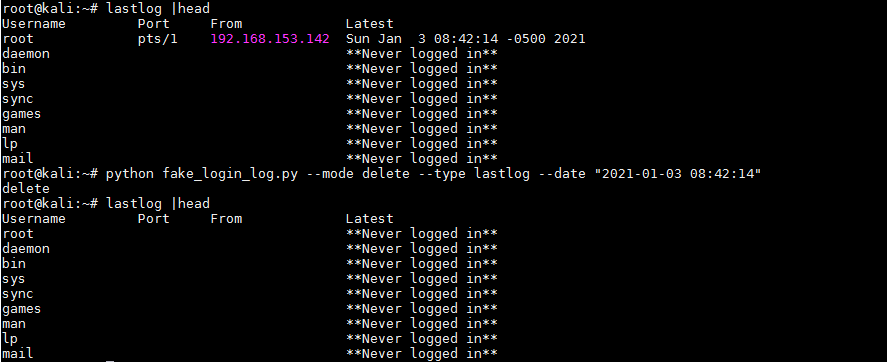 root@kali:~# lastlog |head
Username         Port     From             Latest
root             pts/1    192.168.153.142  Sun Jan  3 08:42:14 -0500 2021
daemon                                     **Never logged in**
bin                                        **Never logged in**
sys                                        **Never logged in**
sync                                       **Never logged in**
games                                      **Never logged in**
man                                        **Never logged in**
lp                                         **Never logged in**
mail                                       **Never logged in**
root@kali:~# python fake_login_log.py --mode delete --type lastlog --date "2021-01-03 08:42:14"
delete
root@kali:~# lastlog |head
Username         Port     From             Latest
root                                       **Never logged in**
daemon                                     **Never logged in**
bin                                        **Never logged in**
sys                                        **Never logged in**
sync                                       **Never logged in**
games                                      **Never logged in**
man                                        **Never logged in**
lp                                         **Never logged in**
mail                                       **Never logged in**